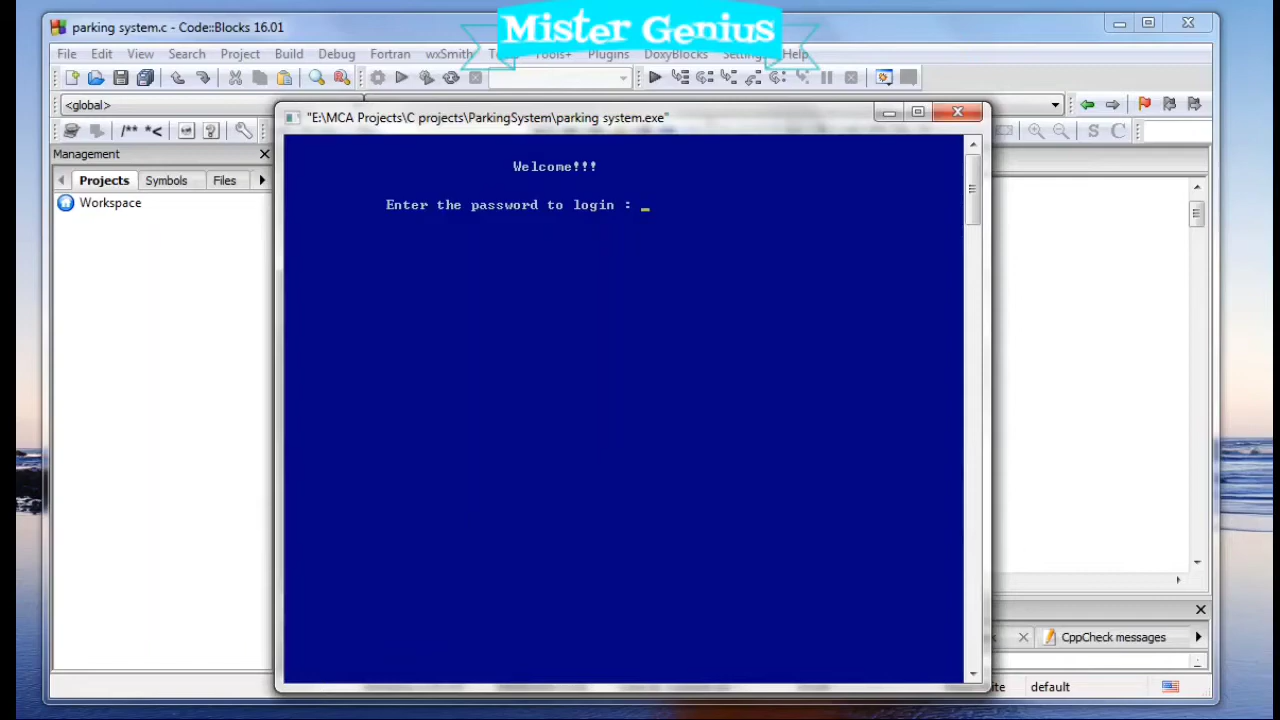 Mister Genius
parking system.c - Code::Blocks 16.01
File Edit View Search Project Build Debug Fortran wxSmith Tools+ Plugins DoxyBlocks Help
<global>
/** *<
S C
"E:\MCA Projects\C projects\ParkingSystem\parking system.exe"
Management
Projects Symbols Files
Workspace
Welcome!!!
Enter the password to login : _
CppCheck messages
default